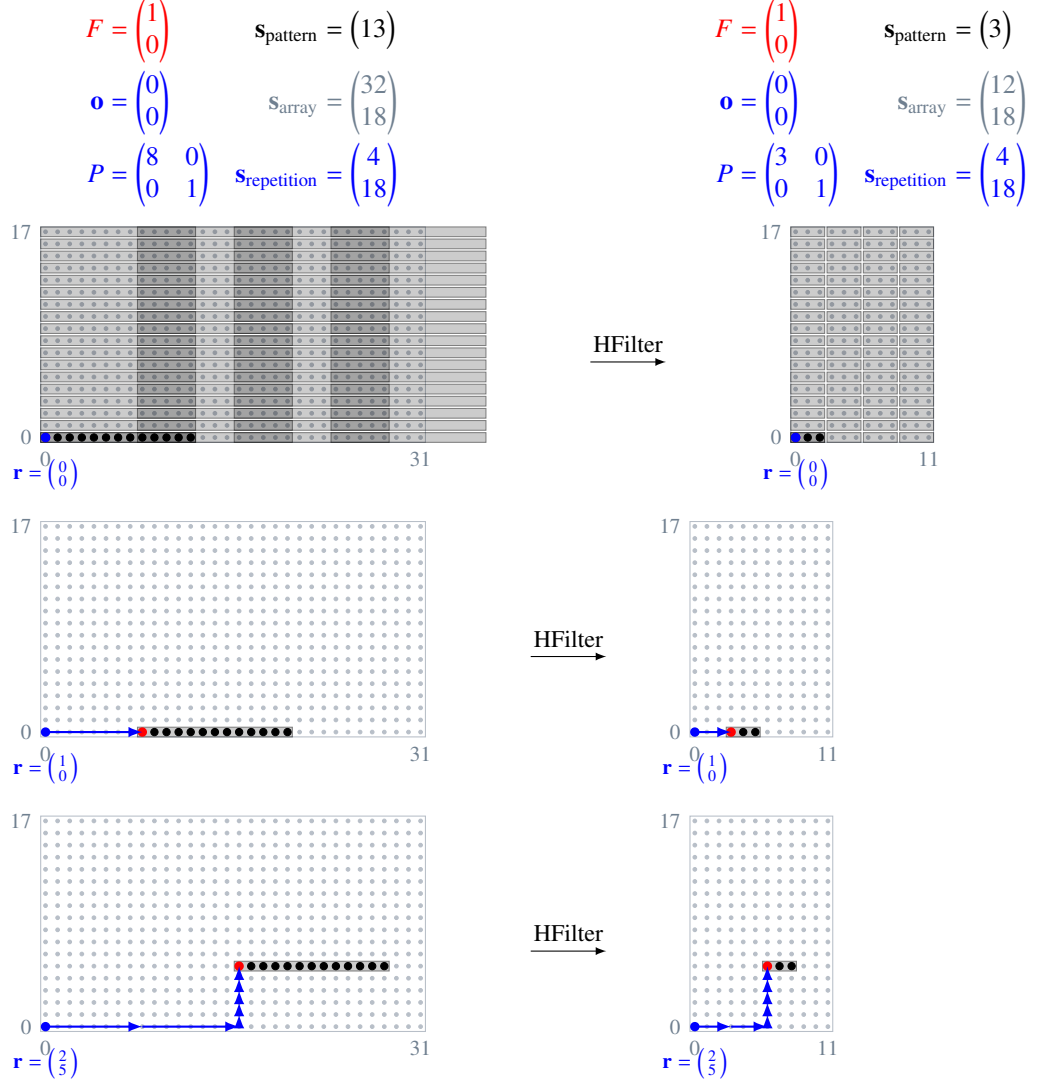 F = (1 0) s_pattern = (13) F = (1 0) s_pattern = (3)
o = (0 0) s_array = (32 18) o = (0 0) s_array = (12 18)
P = (8 0 0 1) s_repetition = (4 18) P = (3 0 0 1) s_repetition = (4 18)
17 17
HFilter
0 0
0 31 0 11
r = (0 0) r = (0 0)
17 17
HFilter
0 0
0 31 0 11
r = (1 0) r = (1 0)
17 17
HFilter
0 0
0 31 0 11
r = (2 5) r = (2 5)